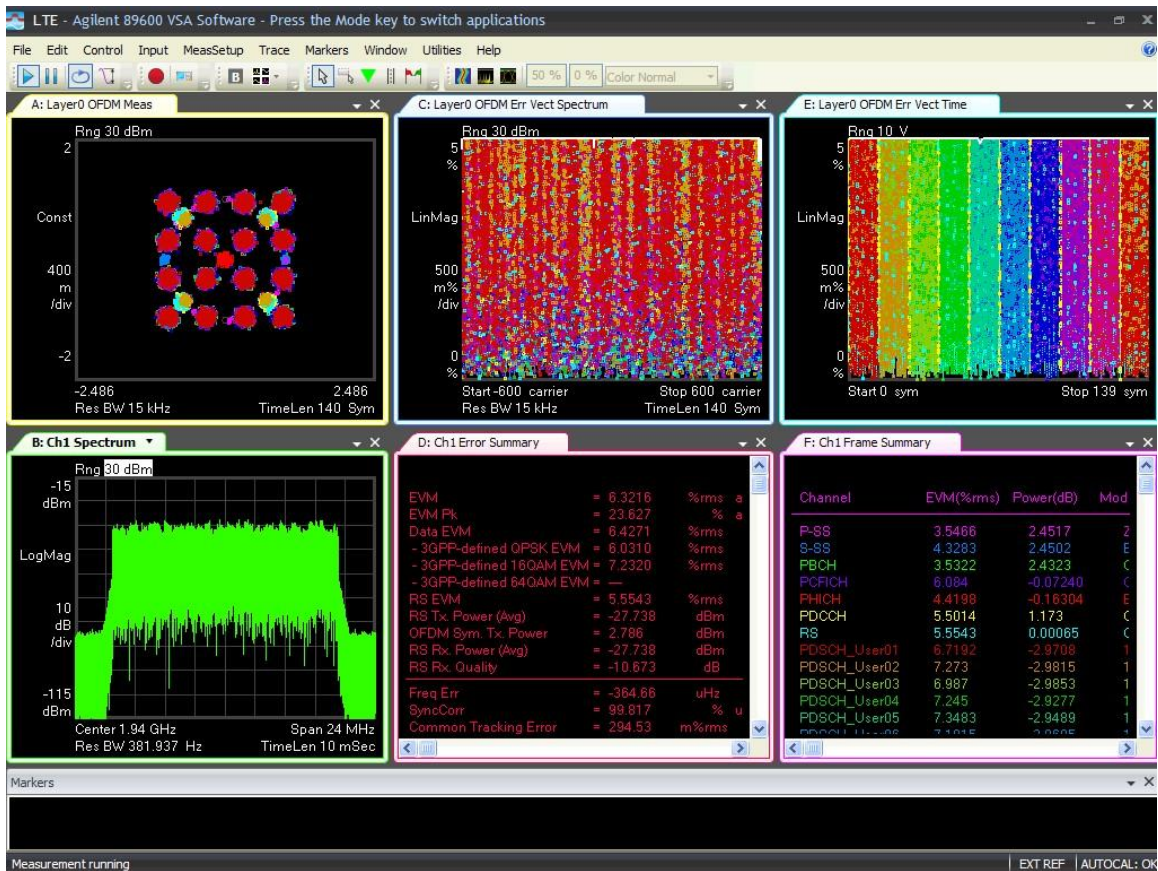 LTE - Agilent 89600 VSA Software - Press the Mode key to switch applications
File Edit Control Input MeasSetup Trace Markers Window Utilities Help
B 50 % 0 % Color Normal
A: Layer0 OFDM Meas
Rng 30 dBm
2
Const
400
m
/div
-2
-2.486 2.486
Res BW 15 kHz TimeLen 140 Sym
C: Layer0 OFDM Err Vect Spectrum
Rng 30 dBm
5
%
LinMag
500
m%
/div
0
%
Start -600 carrier Stop 600 carrier
Res BW 15 kHz TimeLen 140 Sym
E: Layer0 OFDM Err Vect Time
Rng 10 V
5
%
LinMag
500
m%
/div
0
%
Start 0 sym Stop 139 sym
B: Ch1 Spectrum
Rng 30 dBm
-15
dBm
LogMag
10
dB
/div
-115
dBm
Center 1.94 GHz Span 24 MHz
Res BW 381.937 Hz TimeLen 10 mSec
D: Ch1 Error Summary
EVM = 6.3216 %rms a
EVM Pk = 23.627 % a
Data EVM = 6.4271 %rms
- 3GPP-defined QPSK EVM = 6.0310 %rms
- 3GPP-defined 16QAM EVM = 7.2320 %rms
- 3GPP-defined 64QAM EVM = —
RS EVM = 5.5543 %rms
RS Tx. Power (Avg) = -27.738 dBm
OFDM Sym. Tx. Power = 2.786 dBm
RS Rx. Power (Avg) = -27.738 dBm
RS Rx. Quality = -10.673 dB
Freq Err = -364.66 uHz
SyncCorr = 99.817 % u
Common Tracking Error = 294.53 m%rms
F: Ch1 Frame Summary
Channel EVM(%rms) Power(dB) Mod
P-SS 3.5466 2.4517 Z
S-SS 4.3283 2.4502
PBCH 3.5322 2.4323
PCFICH 6.084 -0.07240
PHICH 4.4198 -0.16304
PDCCH 5.5014 1.173
RS 5.5543 0.00065
PDSCH_User01 6.7192 -2.9708 1
PDSCH_User02 7.273 -2.9815 1
PDSCH_User03 6.987 -2.9853 1
PDSCH_User04 7.245 -2.9277 1
PDSCH_User05 7.3483 -2.9489 1
Markers
Measurement running EXT REF AUTOCAL: OK